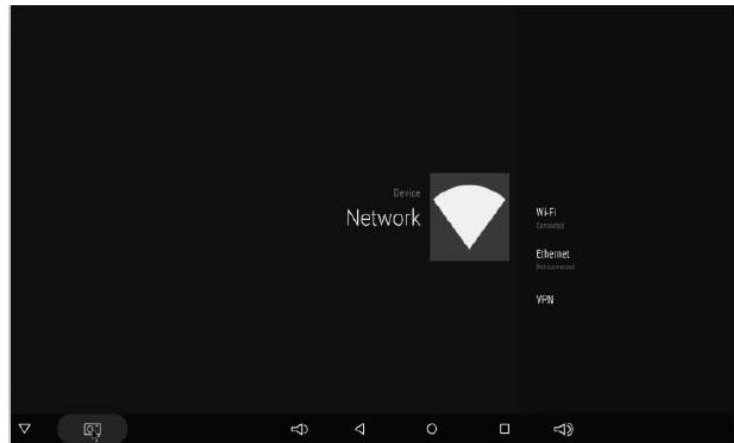 Device
Network
Wi-Fi
Connected
Ethernet
Not connected
VPN